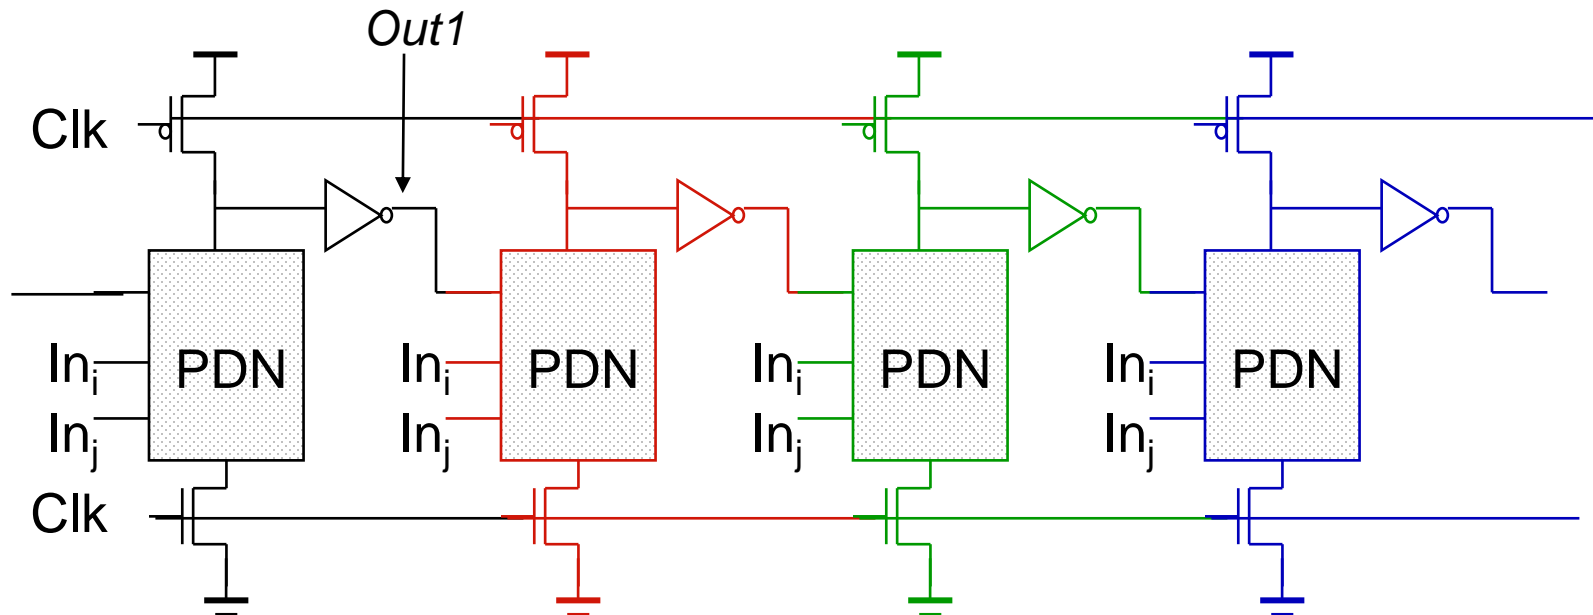 Out1
Clk
Ini PDN Ini PDN Ini PDN Ini PDN
Inj Inj Inj Inj
Clk